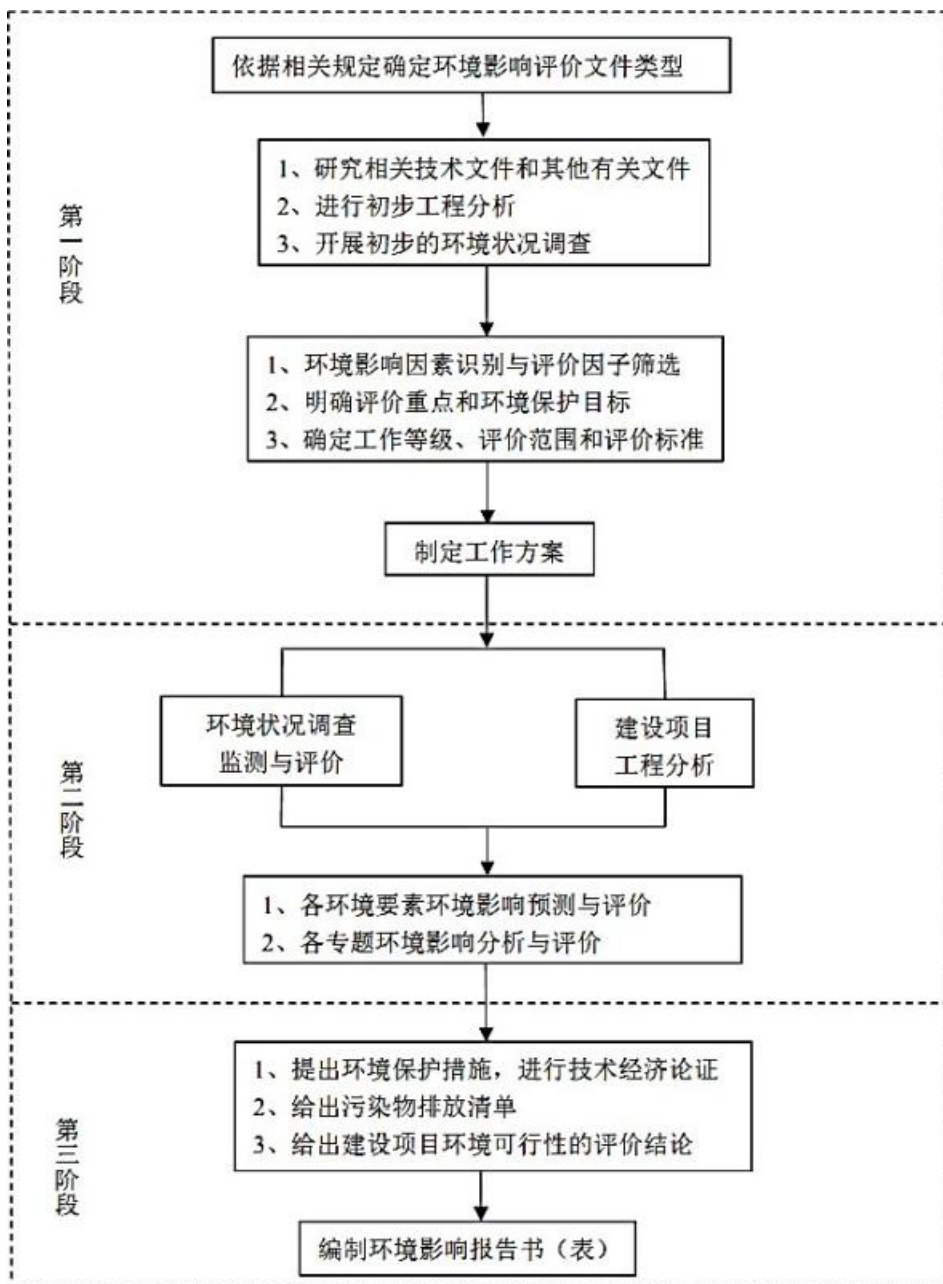 依据相关规定确定环境影响评价文件类型
1、研究相关技术文件和其他有关文件
2、进行初步工程分析
3、开展初步的环境状况调查
第一阶段
1、环境影响因素识别与评价因子筛选
2、明确评价重点和环境保护目标
3、确定工作等级、评价范围和评价标准
制定工作方案
环境状况调查
监测与评价
建设项目
工程分析
第二阶段
1、各环境要素环境影响预测与评价
2、各专题环境影响分析与评价
1、提出环境保护措施，进行技术经济论证
2、给出污染物排放清单
3、给出建设项目环境可行性的评价结论
第三阶段
编制环境影响报告书（表）